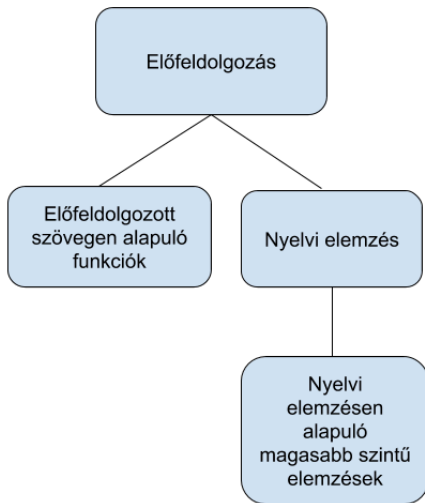 Előfeldolgozás
Előfeldolgozott
szövegen alapuló
funkciók
Nyelvi elemzés
Nyelvi
elemzésen
alapuló
magasabb szintű
elemzések